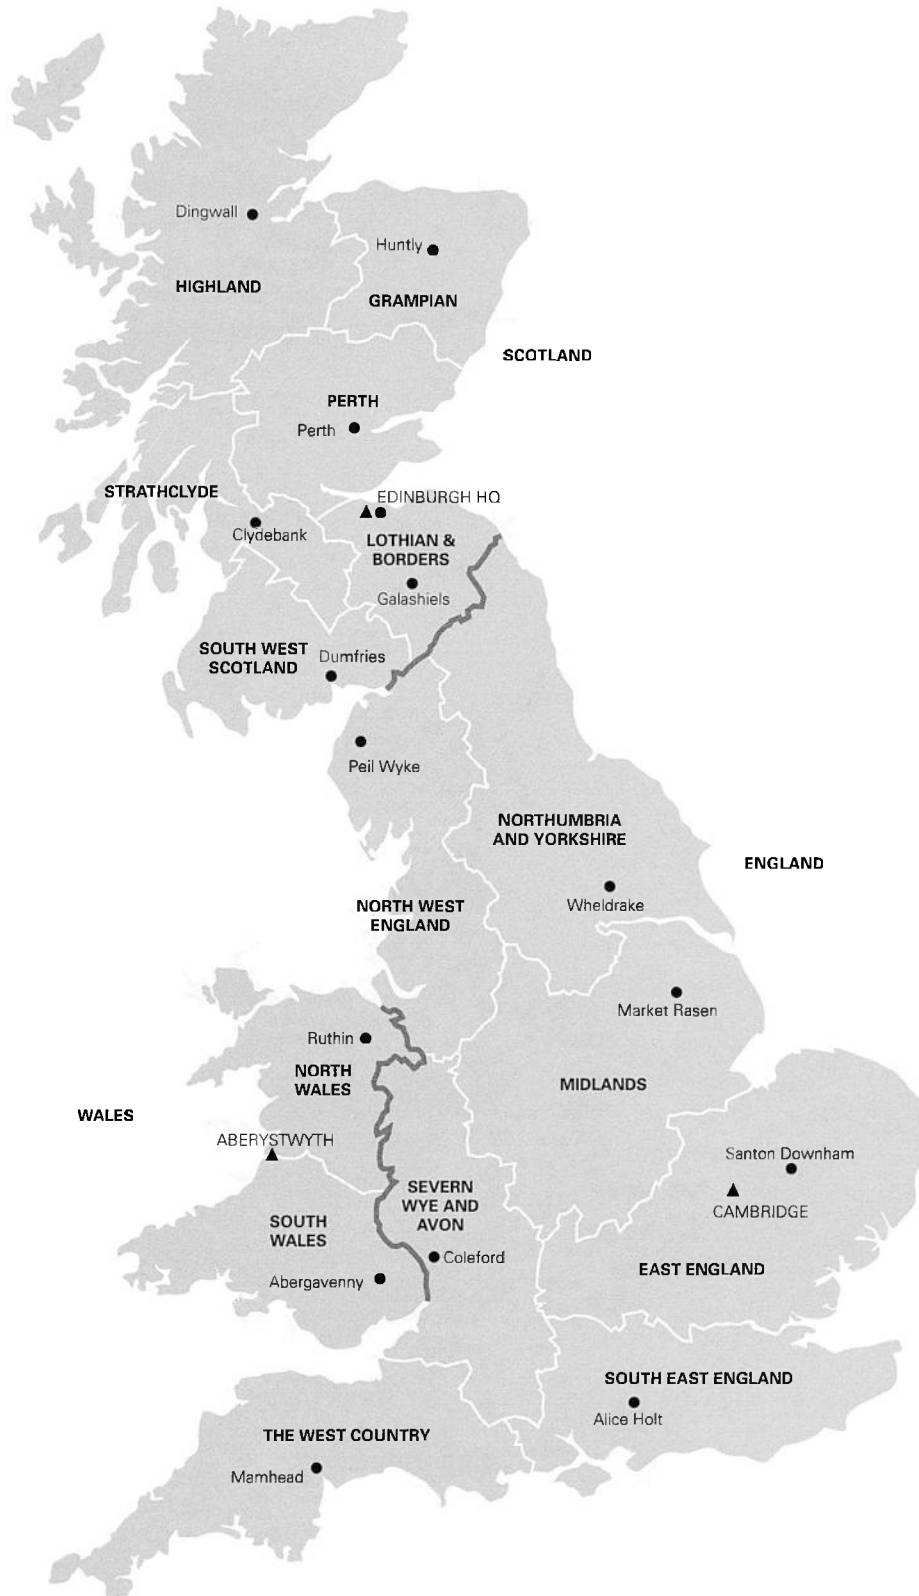 Dingwall
Huntly
HIGHLAND
GRAMPIAN
SCOTLAND
PERTH
Perth
STRATHCLYDE
EDINBURGH HQ
Clydebank
LOTHIAN &
BORDERS
Galashiels
SOUTH WEST
SCOTLAND
Dumfries
Peil Wyke
NORTHUMBRIA
AND YORKSHIRE
ENGLAND
Wheldrake
NORTH WEST
ENGLAND
Market Rasen
Ruthin
NORTH
WALES
MIDLANDS
WALES
ABERYSTWYTH
Santon Downham
SEVERN
WYE AND
AVON
CAMBRIDGE
SOUTH
WALES
Coleford
EAST ENGLAND
Abergavenny
SOUTH EAST ENGLAND
Alice Holt
THE WEST COUNTRY
Mamhead